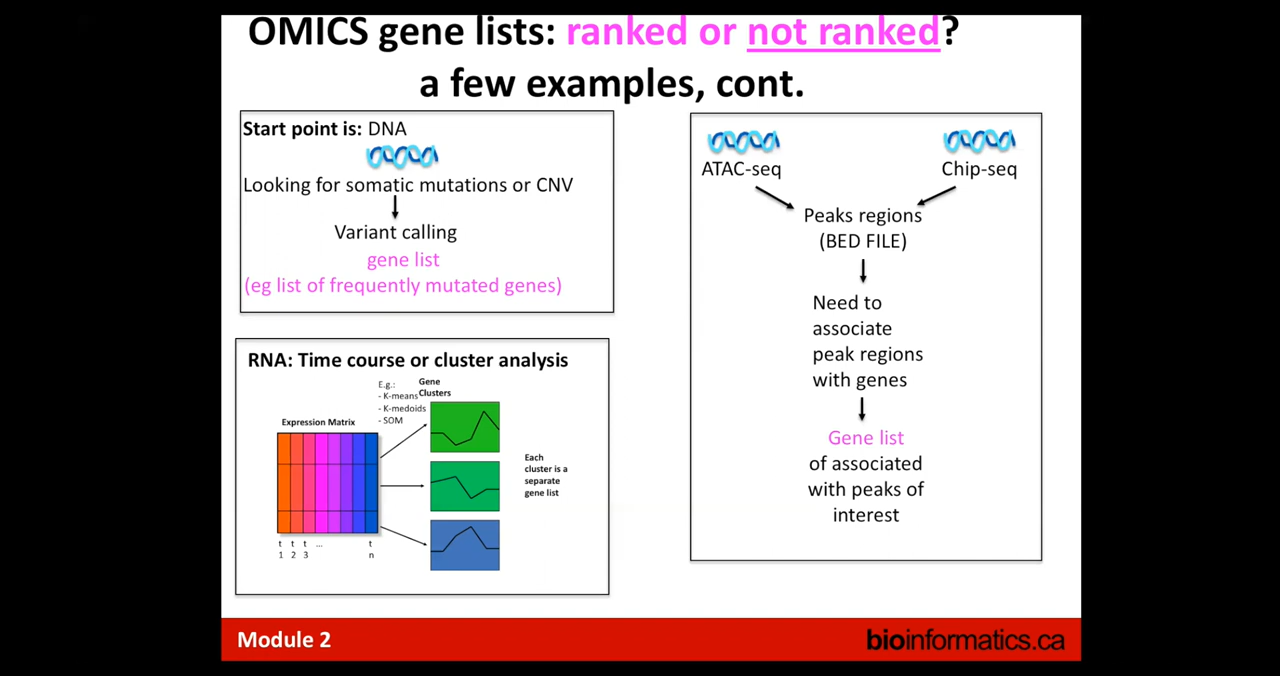 OMICS gene lists: ranked or not ranked?
a few examples, cont.
Start point is: DNA
Looking for somatic mutations or CNV
Variant calling
gene list
(eg list of frequently mutated genes)
RNA: Time course or cluster analysis
E.g.:
- K-means
- K-medoids
- SOM
Gene
Clusters
Expression Matrix
Each
cluster is a
separate
gene list
t t t ... t
1 2 3 n
ATAC-seq
Chip-seq
Peaks regions
(BED FILE)
Need to
associate
peak regions
with genes
Gene list
of associated
with peaks of
interest
Module 2
bioinformatics.ca